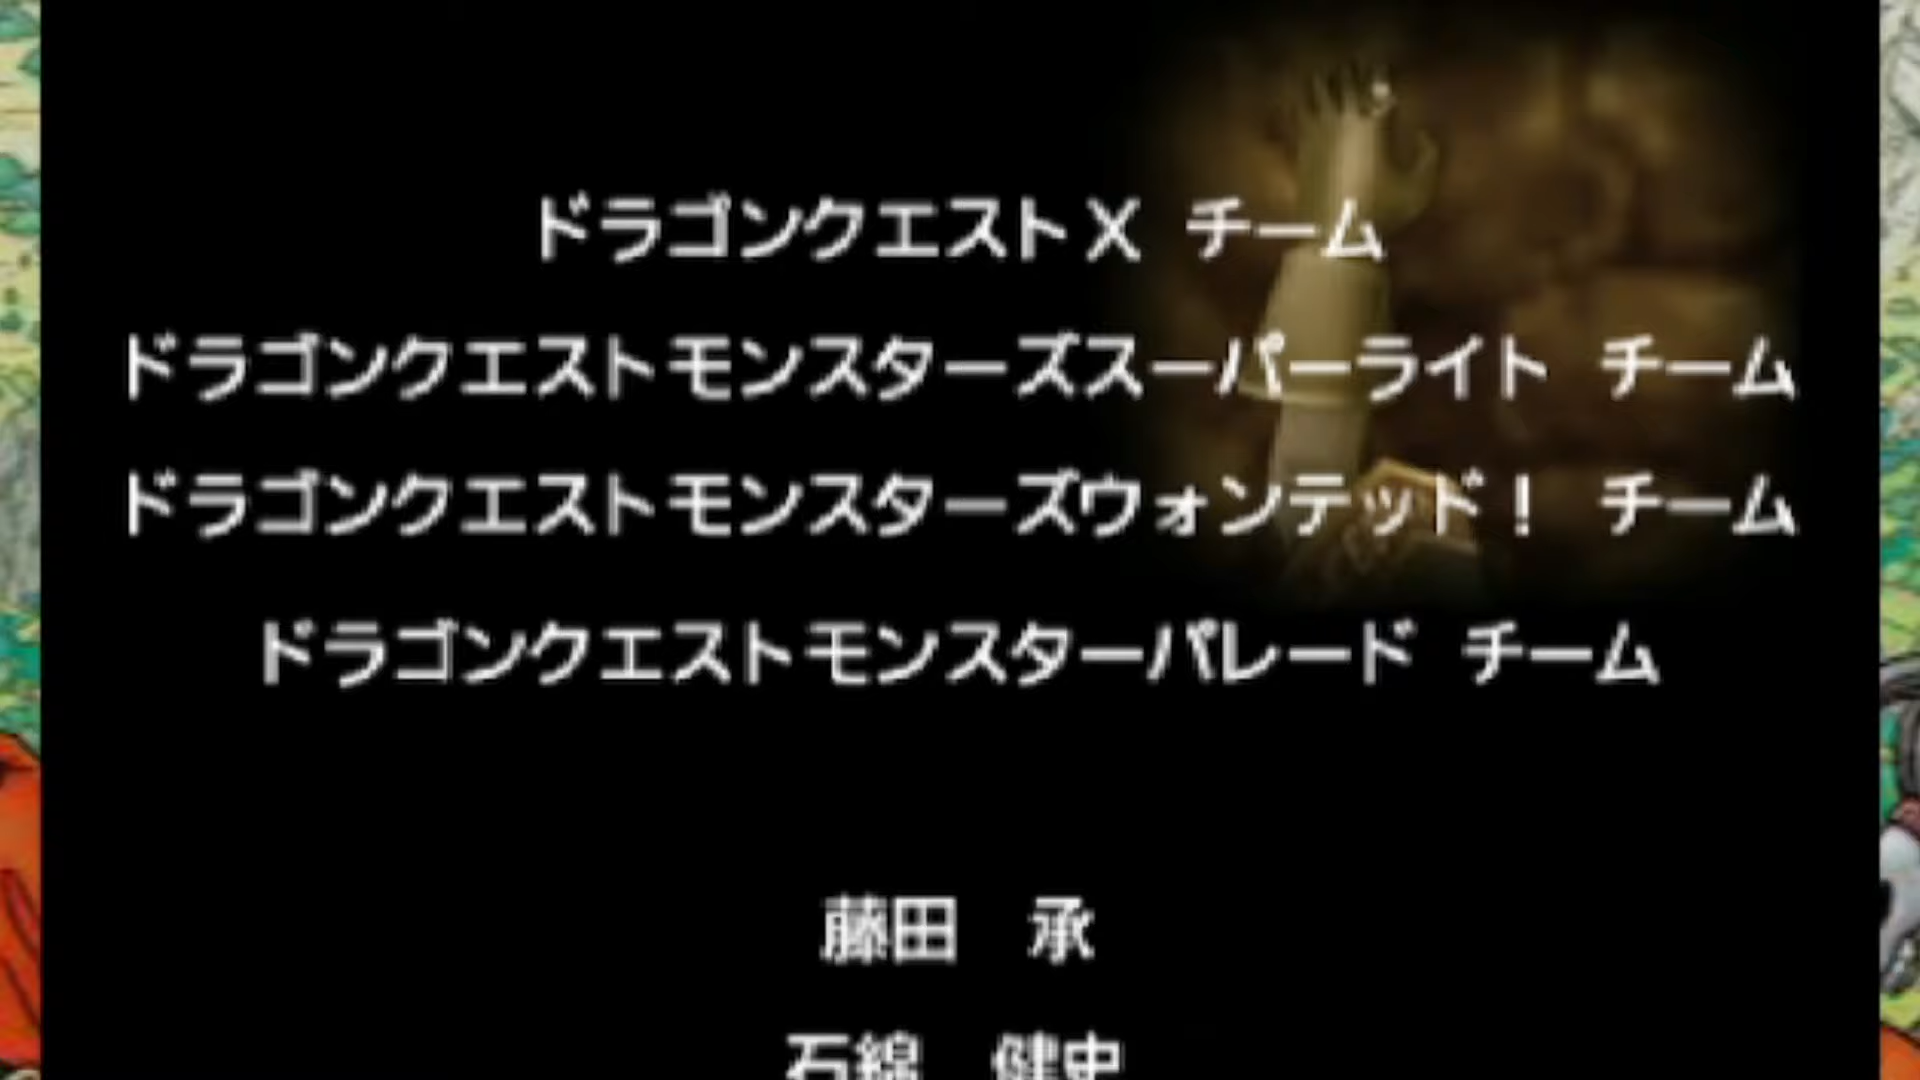 ドラゴンクエストⅩ チーム
ドラゴンクエストモンスターズスーパーライト チーム
ドラゴンクエストモンスターズウォンテッド！ チーム
ドラゴンクエストモンスターパレード チーム
藤田　承
石綿　健史